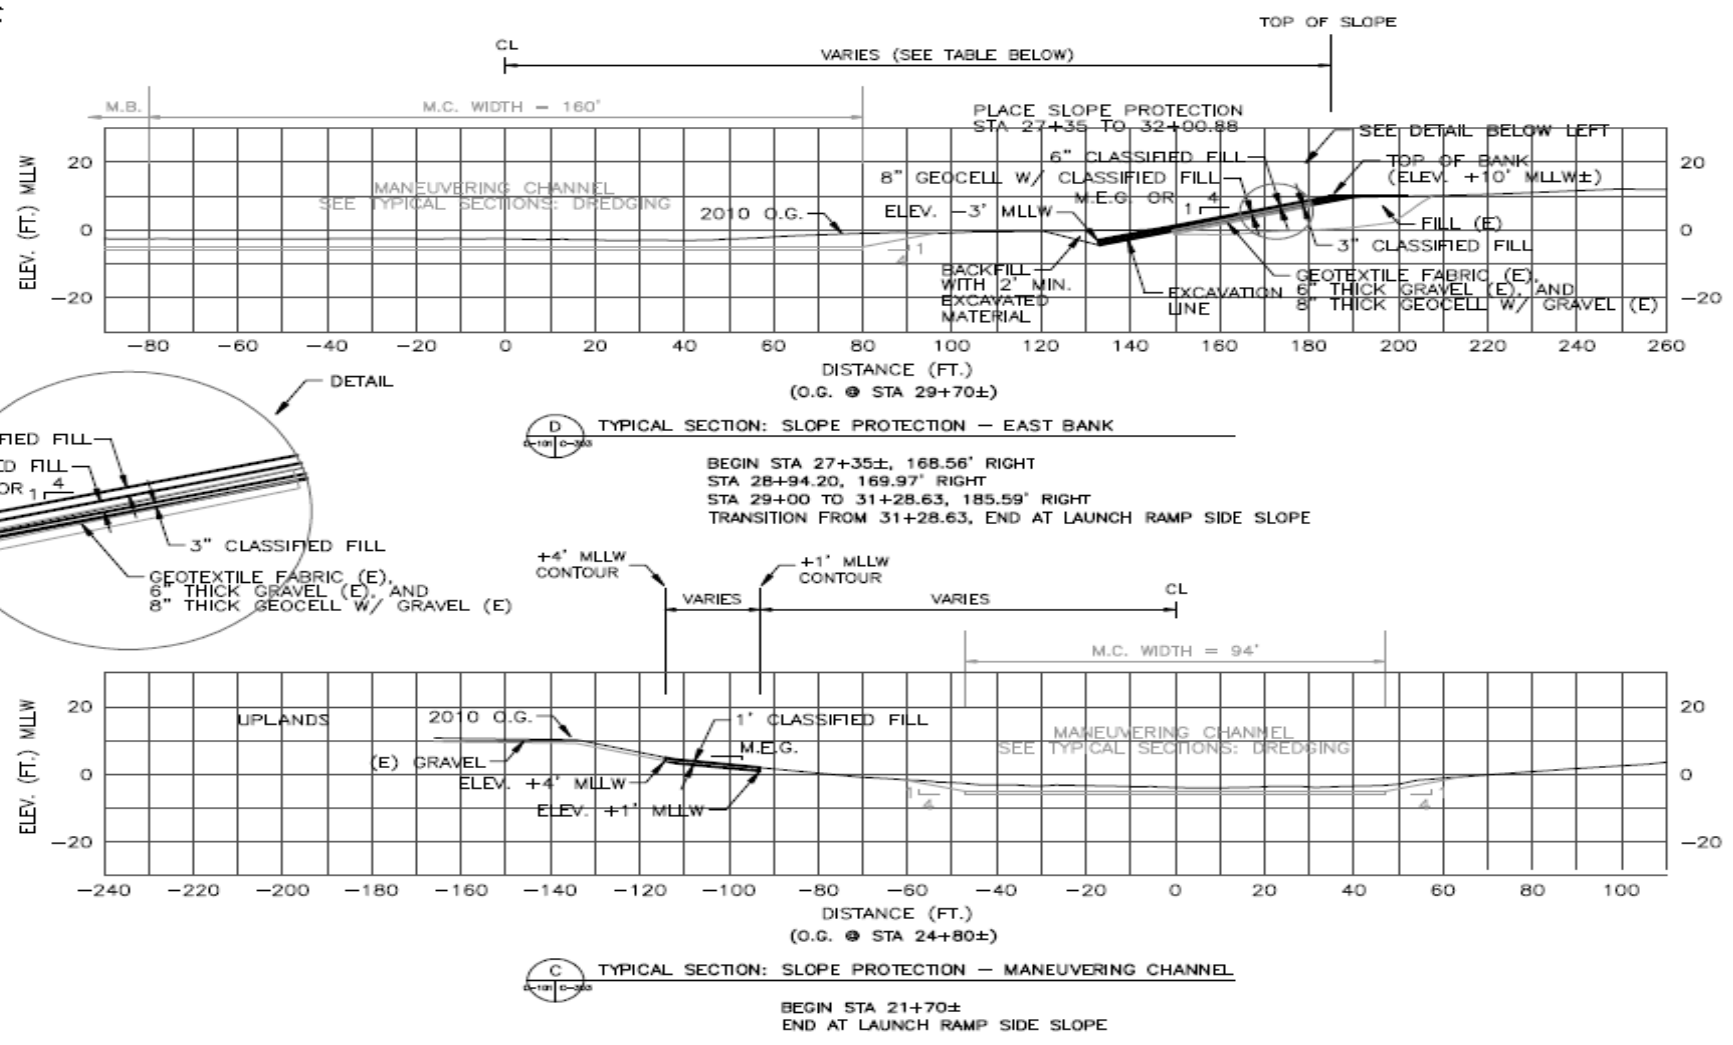 TOP OF SLOPE
CL
VARIES (SEE TABLE BELOW)
M.B.
M.C. WIDTH - 160'
PLACE SLOPE PROTECTION
STA 27+35 TO 32+00.88
SEE DETAIL BELOW LEFT
6" CLASSIFIED FILL
TOP OF BANK
(ELEV. +10' MLLW±)
8" GEOCELL W/ CLASSIFIED FILL
MANEUVERING CHANNEL
SEE TYPICAL SECTIONS: DREDGING
M.E.G. OR
1
4
2010 O.G.
ELEV. -3' MLLW
FILL (E)
3" CLASSIFIED FILL
1
4
BACKFILL
WITH 2' MIN.
EXCAVATED
MATERIAL
EXCAVATION
LINE
GEOTEXTILE FABRIC (E),
6" THICK GRAVEL (E), AND
8" THICK GEOCELL W/ GRAVEL (E)
ELEV. (FT.) MLLW
20
0
-20
20
0
-20
-80 -60 -40 -20 0 20 40 60 80 100 120 140 160 180 200 220 240 260
DISTANCE (FT.)
(O.G. @ STA 29+70±)
D
TYPICAL SECTION: SLOPE PROTECTION - EAST BANK
BEGIN STA 27+35±, 168.56' RIGHT
STA 28+94.20, 169.97' RIGHT
STA 29+00 TO 31+28.63, 185.59' RIGHT
TRANSITION FROM 31+28.63, END AT LAUNCH RAMP SIDE SLOPE
DETAIL
FIED FILL
ED FILL
OR
1
4
3" CLASSIFIED FILL
GEOTEXTILE FABRIC (E),
6" THICK GRAVEL (E), AND
8" THICK GEOCELL W/ GRAVEL (E)
+4' MLLW
CONTOUR
+1' MLLW
CONTOUR
CL
VARIES
VARIES
M.C. WIDTH = 94'
UPLANDS
2010 O.G.
1' CLASSIFIED FILL
M.E.G.
MANEUVERING CHANNEL
SEE TYPICAL SECTIONS: DREDGING
(E) GRAVEL
ELEV. +4' MLLW
ELEV. +1' MLLW
1
4
1
4
ELEV. (FT.) MLLW
20
0
-20
20
0
-20
-240 -220 -200 -180 -160 -140 -120 -100 -80 -60 -40 -20 0 20 40 60 80 100
DISTANCE (FT.)
(O.G. @ STA 24+80±)
C
TYPICAL SECTION: SLOPE PROTECTION - MANEUVERING CHANNEL
BEGIN STA 21+70±
END AT LAUNCH RAMP SIDE SLOPE